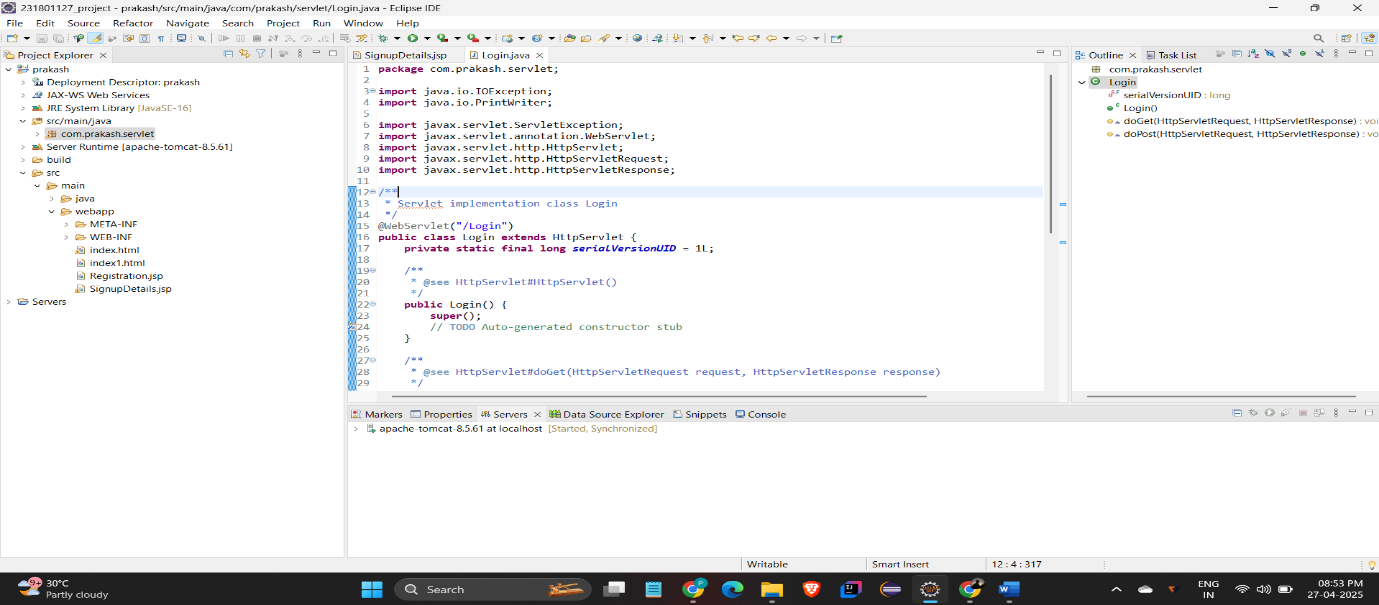 231801127_project - prakash/src/main/java/com/prakash/servlet/Login.java - Eclipse IDE
File Edit Source Refactor Navigate Search Project Run Window Help
Project Explorer
prakash
Deployment Descriptor: prakash
JAX-WS Web Services
JRE System Library [JavaSE-16]
src/main/java
com.prakash.servlet
Server Runtime [apache-tomcat-8.5.61]
build
src
main
java
webapp
META-INF
WEB-INF
index.html
index1.html
Registration.jsp
SignupDetails.jsp
Servers
SignupDetails.jsp Login.java
1 package com.prakash.servlet;
2
3 import java.io.IOException;
4 import java.io.PrintWriter;
5
6 import javax.servlet.ServletException;
7 import javax.servlet.annotation.WebServlet;
8 import javax.servlet.http.HttpServlet;
9 import javax.servlet.http.HttpServletRequest;
10 import javax.servlet.http.HttpServletResponse;
11
12 /**
13 * Servlet implementation class Login
14 */
15 @WebServlet("/Login")
16 public class Login extends HttpServlet {
17 private static final long serialVersionUID = 1L;
18
19 /**
20 * @see HttpServlet#HttpServlet()
21 */
22 public Login() {
23 super();
24 // TODO Auto-generated constructor stub
25 }
26
27 /**
28 * @see HttpServlet#doGet(HttpServletRequest request, HttpServletResponse response)
29 */
Outline Task List
com.prakash.servlet
Login
serialVersionUID : long
Login()
doGet(HttpServletRequest, HttpServletResponse) : voi
doPost(HttpServletRequest, HttpServletResponse) : vo
Markers Properties Servers Data Source Explorer Snippets Console
apache-tomcat-8.5.61 at localhost [Started, Synchronized]
Writable Smart Insert 12 : 4 : 317
9+ 30°C
Partly cloudy
Search
ENG
IN
08:53 PM
27-04-2025